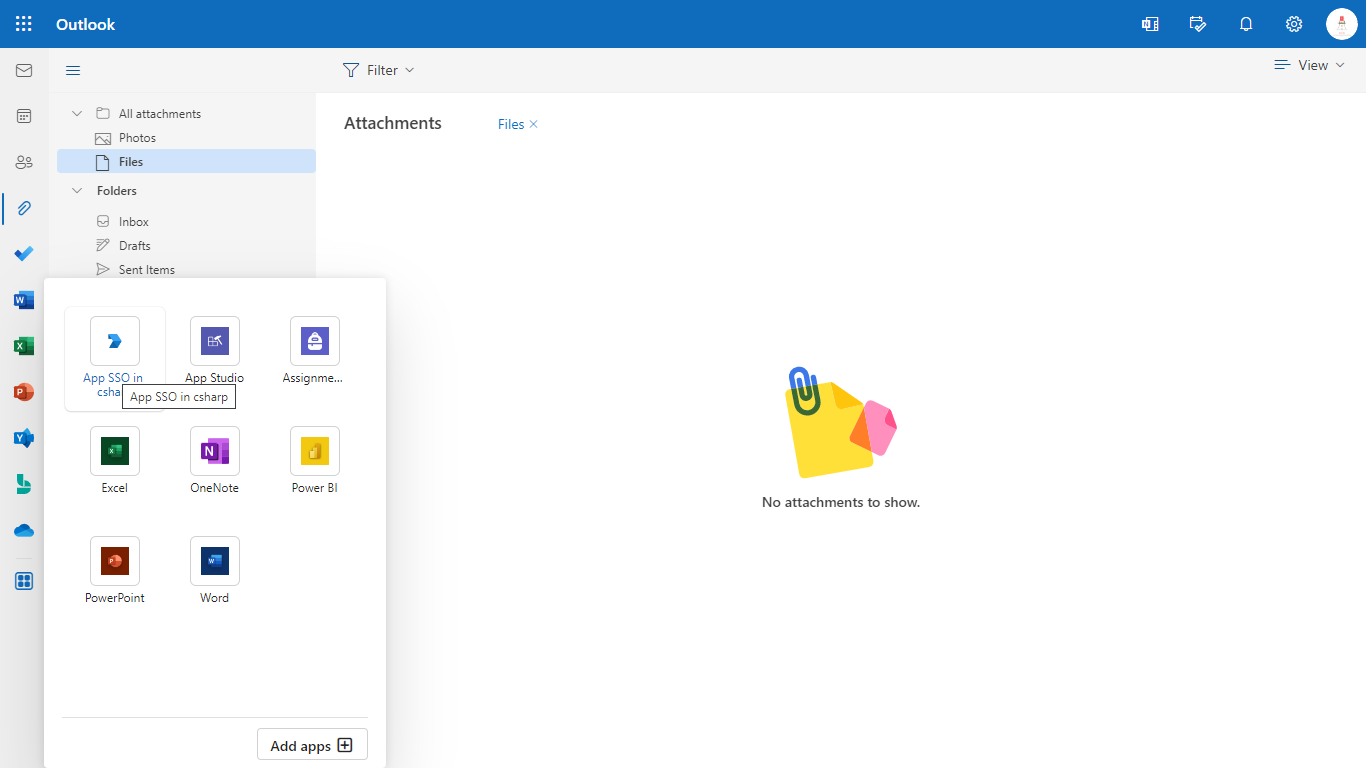 Outlook
Filter
View
All attachments
Photos
Files
Folders
Inbox
Drafts
Sent Items
Attachments
Files
App SSO in
App Studio
Assignme...
App SSO in csharp
Excel
OneNote
Power BI
PowerPoint
Word
Add apps
No attachments to show.